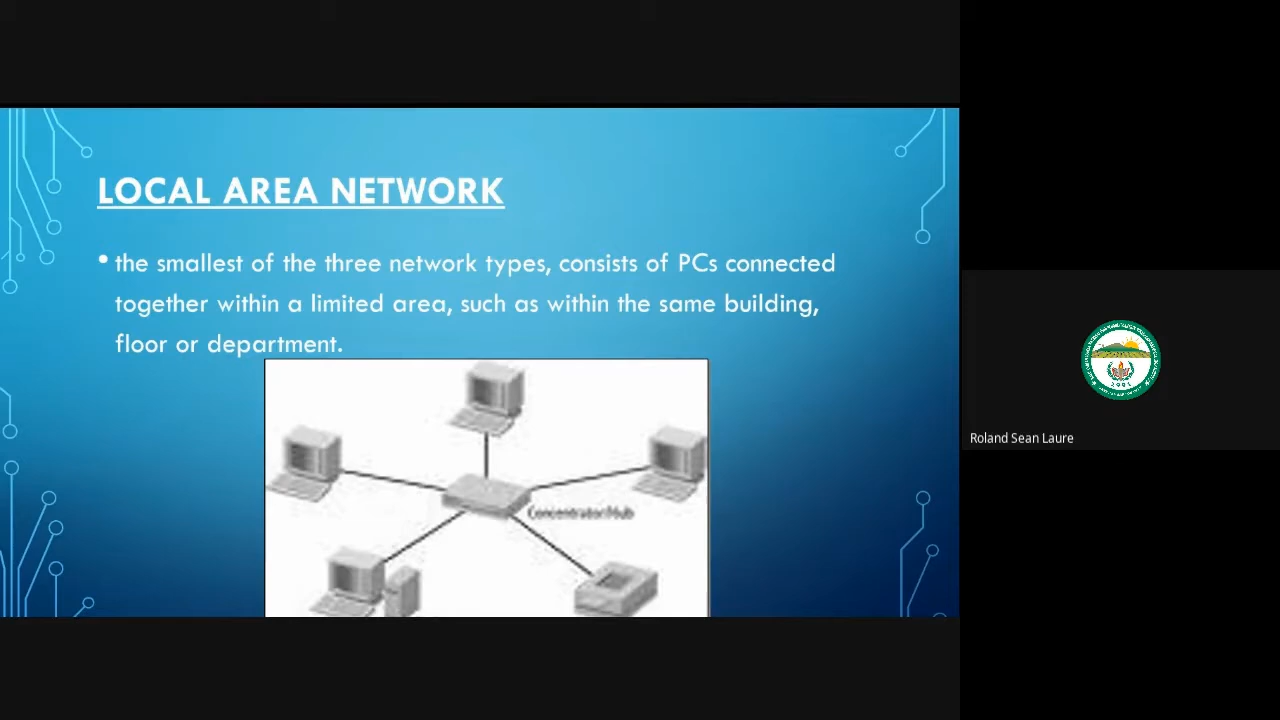 LOCAL AREA NETWORK
• the smallest of the three network types, consists of PCs connected
together within a limited area, such as within the same building,
floor or department.
Concentrator/Hub
Roland Sean Laure